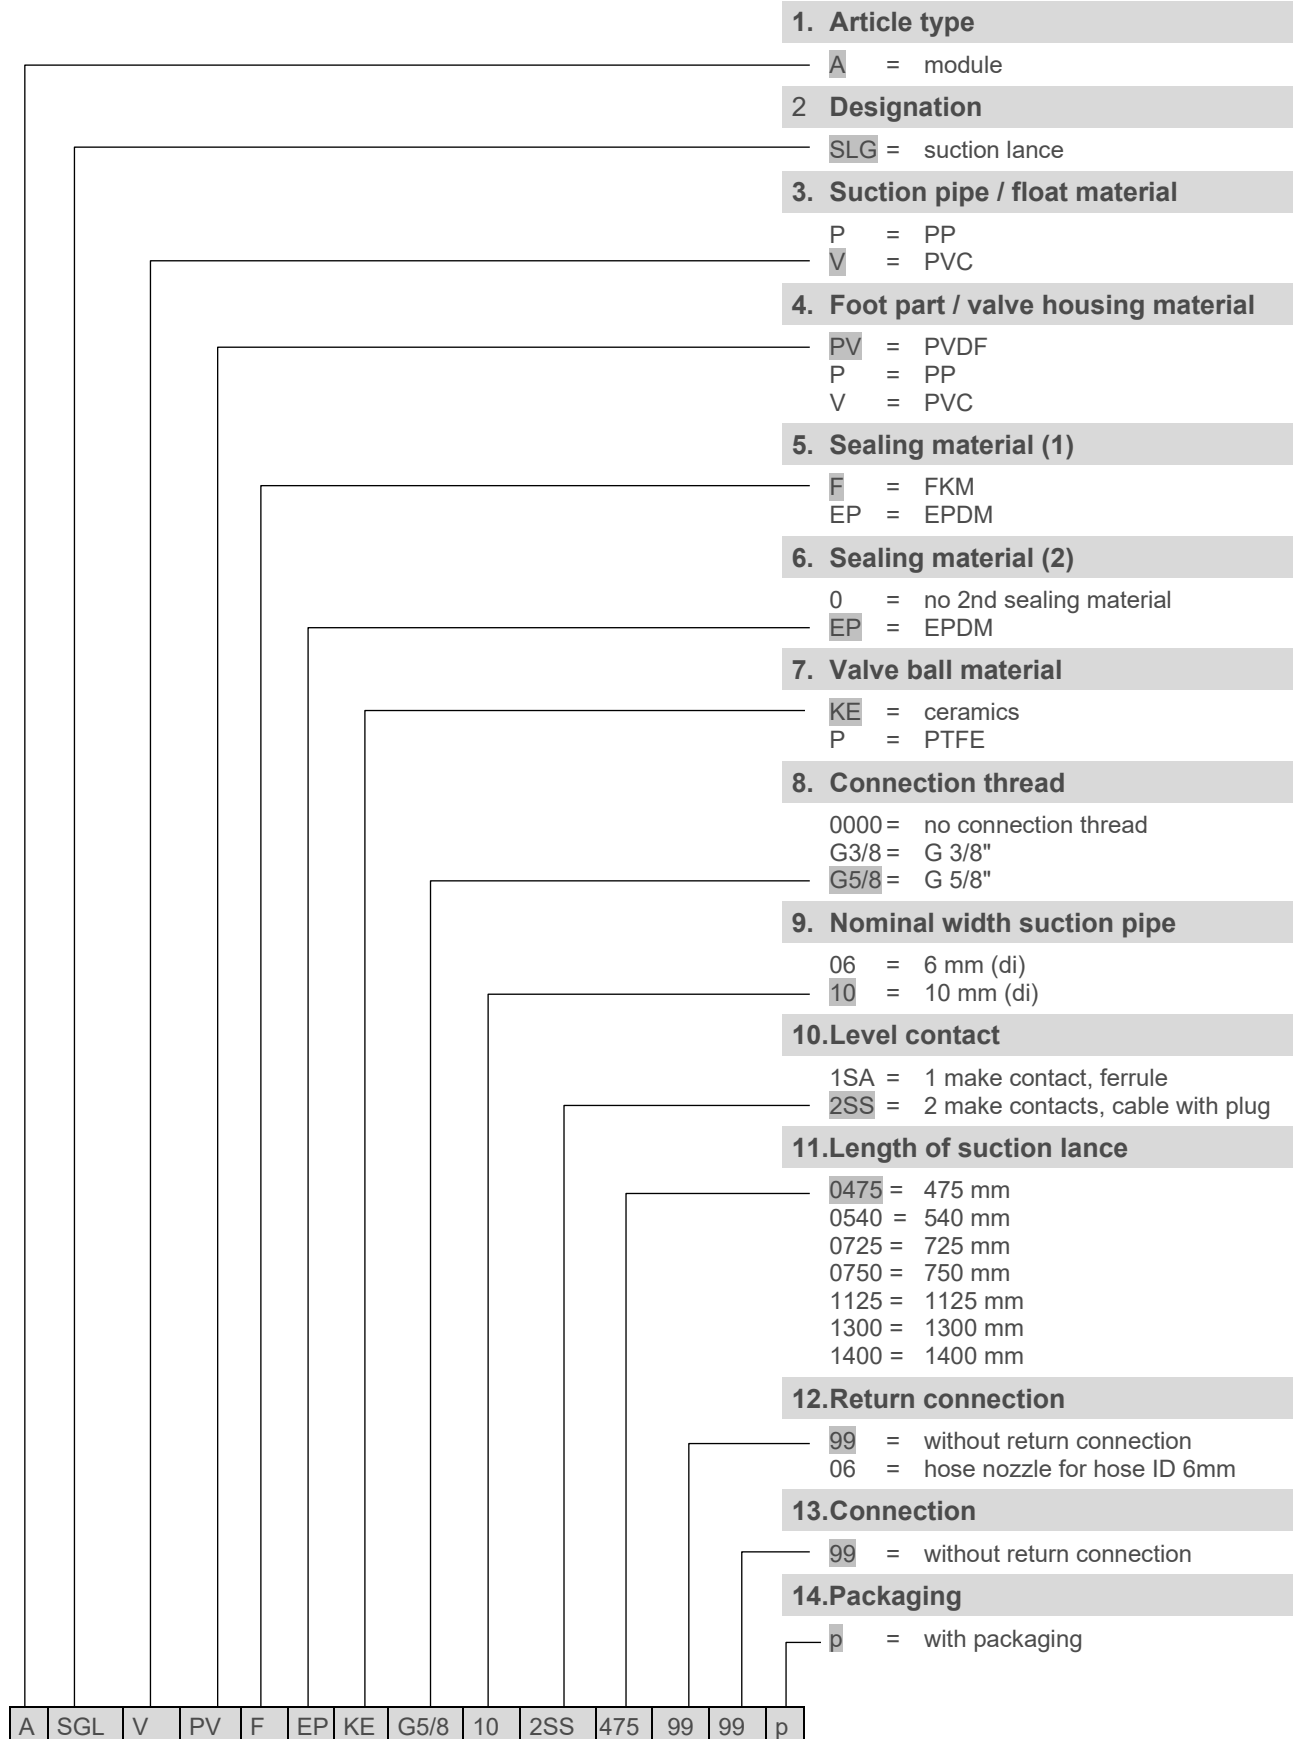 1. Article type
A = module
2 Designation
SLG = suction lance
3. Suction pipe / float material
P = PP
V = PVC
4. Foot part / valve housing material
PV = PVDF
P = PP
V = PVC
5. Sealing material (1)
F = FKM
EP = EPDM
6. Sealing material (2)
0 = no 2nd sealing material
EP = EPDM
7. Valve ball material
KE = ceramics
P = PTFE
8. Connection thread
0000 = no connection thread
G3/8 = G 3/8"
G5/8 = G 5/8"
9. Nominal width suction pipe
06 = 6 mm (di)
10 = 10 mm (di)
10.Level contact
1SA = 1 make contact, ferrule
2SS = 2 make contacts, cable with plug
11.Length of suction lance
0475 = 475 mm
0540 = 540 mm
0725 = 725 mm
0750 = 750 mm
1125 = 1125 mm
1300 = 1300 mm
1400 = 1400 mm
12.Return connection
99 = without return connection
06 = hose nozzle for hose ID 6mm
13.Connection
99 = without return connection
14.Packaging
p = with packaging
A SGL V PV F EP KE G5/8 10 2SS 475 99 99 p